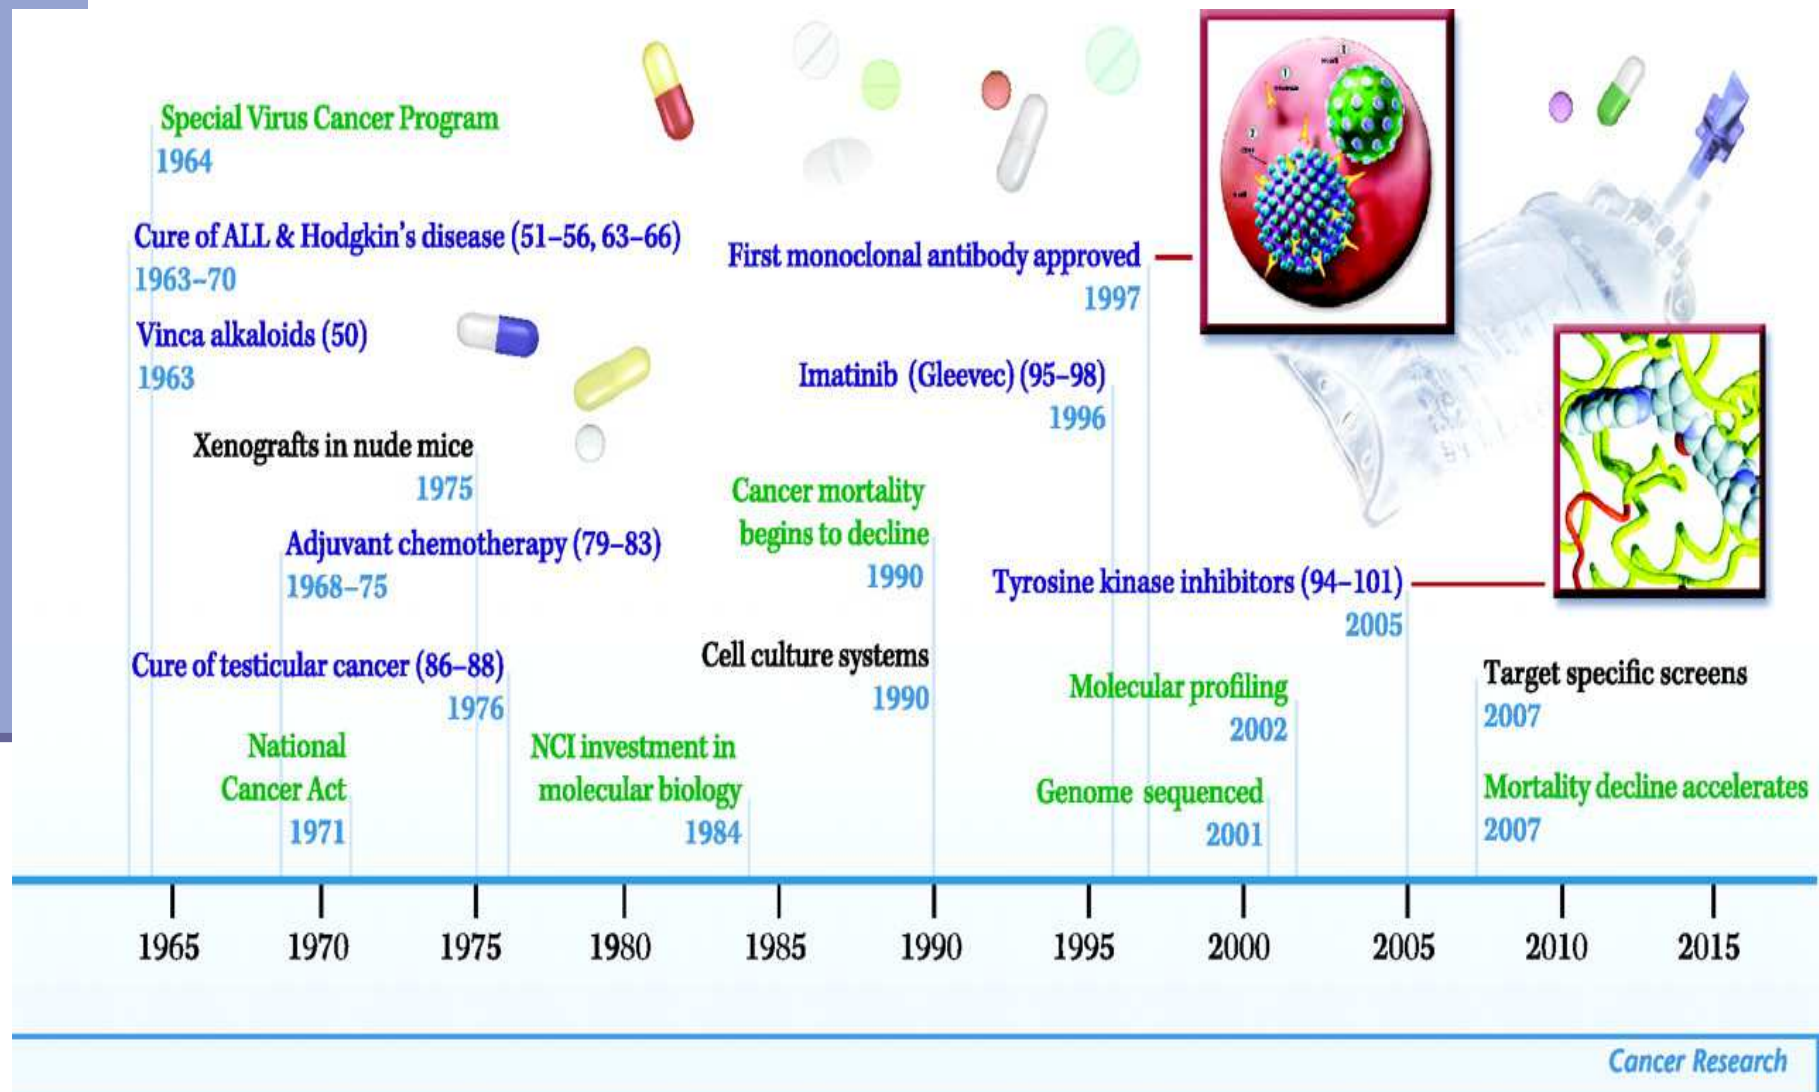 Special Virus Cancer Program
1964
Cure of ALL & Hodgkin's disease (51–56, 63–66)
1963–70
Vinca alkaloids (50)
1963
Xenografts in nude mice
1975
Adjuvant chemotherapy (79–83)
1968–75
Cure of testicular cancer (86–88)
1976
National
Cancer Act
1971
NCI investment in
molecular biology
1984
First monoclonal antibody approved
1997
Imatinib (Gleevec) (95–98)
1996
Cancer mortality
begins to decline
1990
Cell culture systems
1990
Tyrosine kinase inhibitors (94–101)
2005
Molecular profiling
2002
Genome sequenced
2001
Target specific screens
2007
Mortality decline accelerates
2007
1965 1970 1975 1980 1985 1990 1995 2000 2005 2010 2015
Cancer Research